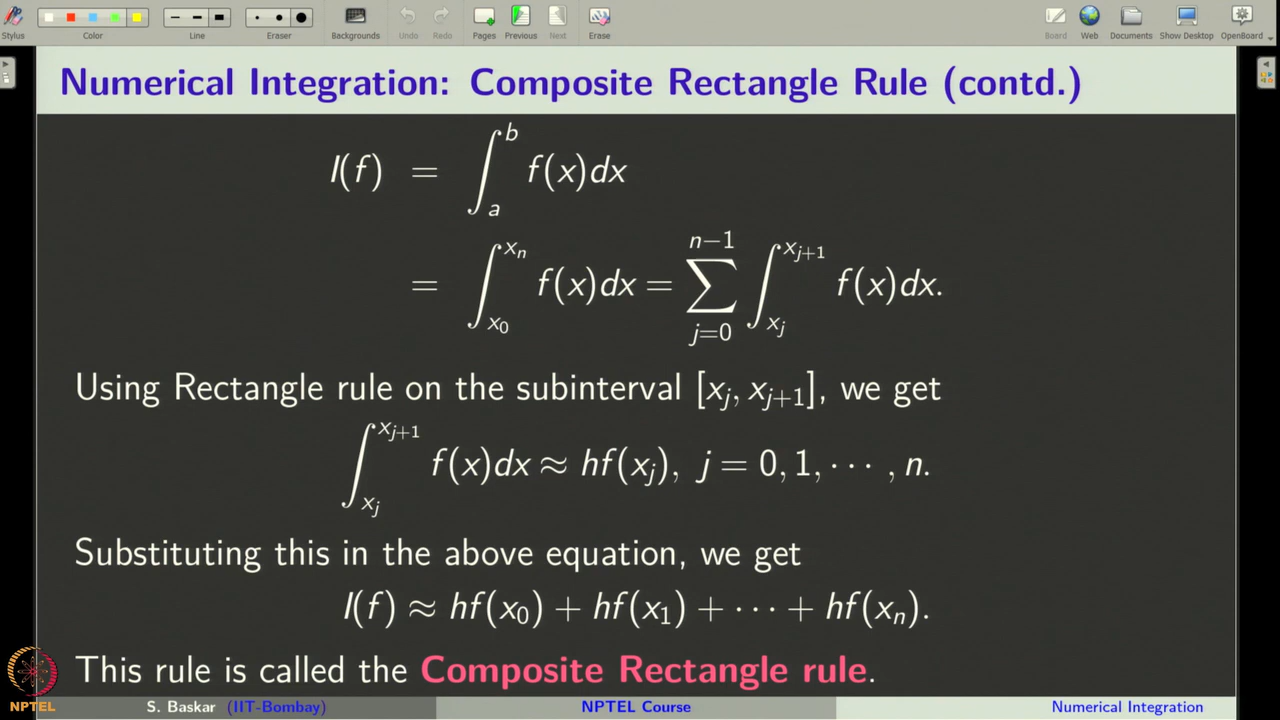 Stylus Color Line Eraser Backgrounds Undo Redo Pages Previous Next Erase Board Web Documents Show Desktop OpenBoard
Numerical Integration: Composite Rectangle Rule (contd.)
I(f) = ∫_a^b f(x)dx
= ∫_{x_0}^{x_n} f(x)dx = ∑_{j=0}^{n−1} ∫_{x_j}^{x_{j+1}} f(x)dx.
Using Rectangle rule on the subinterval [x_j, x_{j+1}], we get
∫_{x_j}^{x_{j+1}} f(x)dx ≈ hf(x_j), j = 0, 1, ⋯ , n.
Substituting this in the above equation, we get
I(f) ≈ hf(x_0) + hf(x_1) + ⋯ + hf(x_n).
This rule is called the Composite Rectangle rule.
NPTEL
S. Baskar (IIT-Bombay) NPTEL Course Numerical Integration